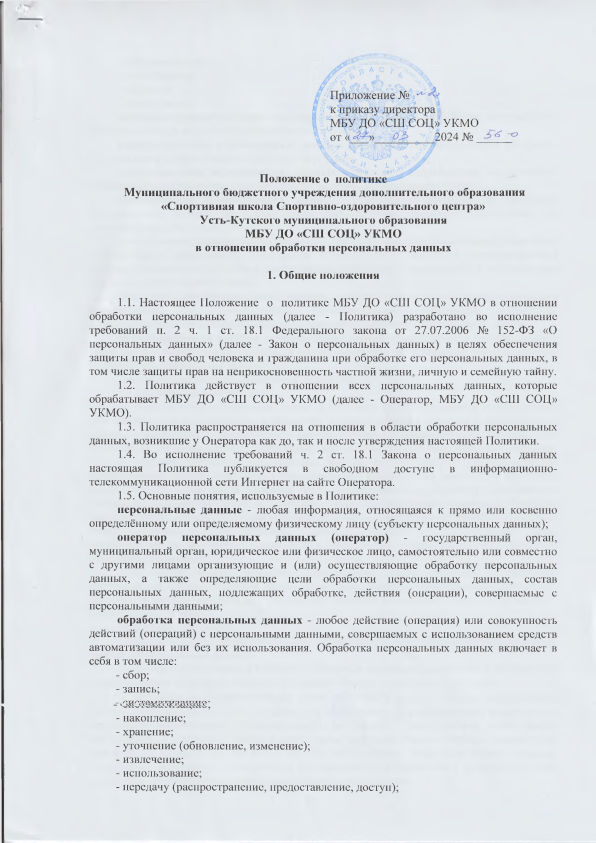 Приложение № 2
к приказу директора
МБУ ДО «СШ СОЦ» УКМО
от « 27 » 03 2024 № 56-о
Положение о политике
Муниципального бюджетного учреждения дополнительного образования
«Спортивная школа Спортивно-оздоровительного центра»
Усть-Кутского муниципального образования
МБУ ДО «СШ СОЦ» УКМО
в отношении обработки персональных данных
1. Общие положения
1.1. Настоящее Положение о политике МБУ ДО «СШ СОЦ» УКМО в отношении
обработки персональных данных (далее - Политика) разработано во исполнение
требований п. 2 ч. 1 ст. 18.1 Федерального закона от 27.07.2006 № 152-ФЗ «О
персональных данных» (далее - Закон о персональных данных) в целях обеспечения
защиты прав и свобод человека и гражданина при обработке его персональных данных, в
том числе защиты прав на неприкосновенность частной жизни, личную и семейную тайну.
1.2. Политика действует в отношении всех персональных данных, которые
обрабатывает МБУ ДО «СШ СОЦ» УКМО (далее - Оператор, МБУ ДО «СШ СОЦ»
УКМО).
1.3. Политика распространяется на отношения в области обработки персональных
данных, возникшие у Оператора как до, так и после утверждения настоящей Политики.
1.4. Во исполнение требований ч. 2 ст. 18.1 Закона о персональных данных
настоящая Политика публикуется в свободном доступе в информационно-
телекоммуникационной сети Интернет на сайте Оператора.
1.5. Основные понятия, используемые в Политике:
персональные данные - любая информация, относящаяся к прямо или косвенно
определённому или определяемому физическому лицу (субъекту персональных данных);
оператор персональных данных (оператор) - государственный орган,
муниципальный орган, юридическое или физическое лицо, самостоятельно или совместно
с другими лицами организующие и (или) осуществляющие обработку персональных
данных, а также определяющие цели обработки персональных данных, состав
персональных данных, подлежащих обработке, действия (операции), совершаемые с
персональными данными;
обработка персональных данных - любое действие (операция) или совокупность
действий (операций) с персональными данными, совершаемых с использованием средств
автоматизации или без их использования. Обработка персональных данных включает в
себя в том числе:
- сбор;
- запись;
- систематизацию;
- накопление;
- хранение;
- уточнение (обновление, изменение);
- извлечение;
- использование;
- передачу (распространение, предоставление, доступ);